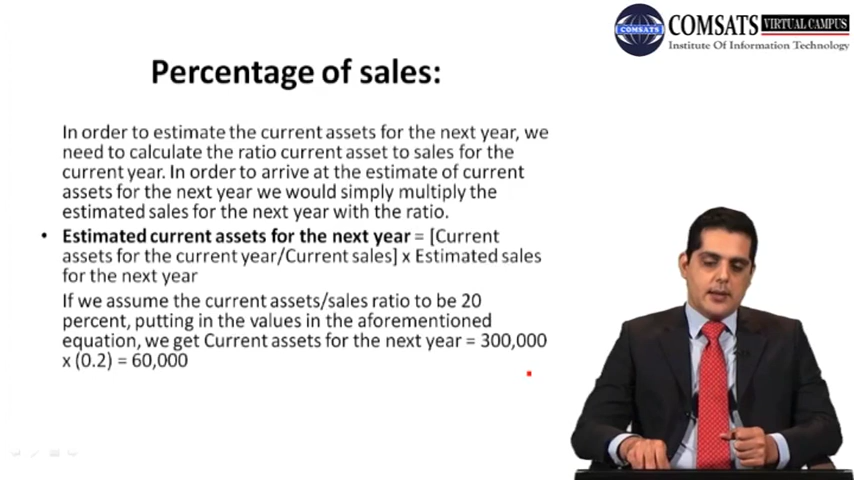 COMSATS VIRTUAL CAMPUS
COMSATS
Institute Of Information Technology
Percentage of sales:
In order to estimate the current assets for the next year, we
need to calculate the ratio current asset to sales for the
current year. In order to arrive at the estimate of current
assets for the next year we would simply multiply the
estimated sales for the next year with the ratio.
• Estimated current assets for the next year = [Current
assets for the current year/Current sales] x Estimated sales
for the next year
If we assume the current assets/sales ratio to be 20
percent, putting in the values in the aforementioned
equation, we get Current assets for the next year = 300,000
x (0.2) = 60,000